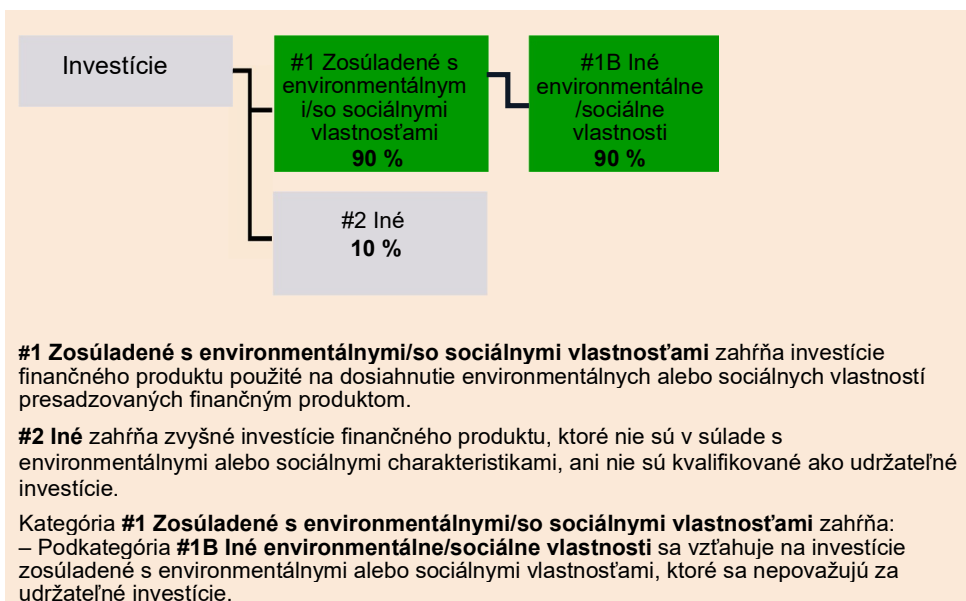 Investície
#1 Zosúladené s
environmentálnym
i/so sociálnymi
vlastnosťami
90 %
#1B Iné
environmentálne
/sociálne
vlastnosti
90 %
#2 Iné
10 %
#1 Zosúladené s environmentálnymi/so sociálnymi vlastnosťami zahŕňa investície
finančného produktu použité na dosiahnutie environmentálnych alebo sociálnych vlastností
presadzovaných finančným produktom.
#2 Iné zahŕňa zvyšné investície finančného produktu, ktoré nie sú v súlade s
environmentálnymi alebo sociálnymi charakteristikami, ani nie sú kvalifikované ako udržateľné
investície.
Kategória #1 Zosúladené s environmentálnymi/so sociálnymi vlastnosťami zahŕňa:
– Podkategória #1B Iné environmentálne/sociálne vlastnosti sa vzťahuje na investície
zosúladené s environmentálnymi alebo sociálnymi vlastnosťami, ktoré sa nepovažujú za
udržateľné investície.